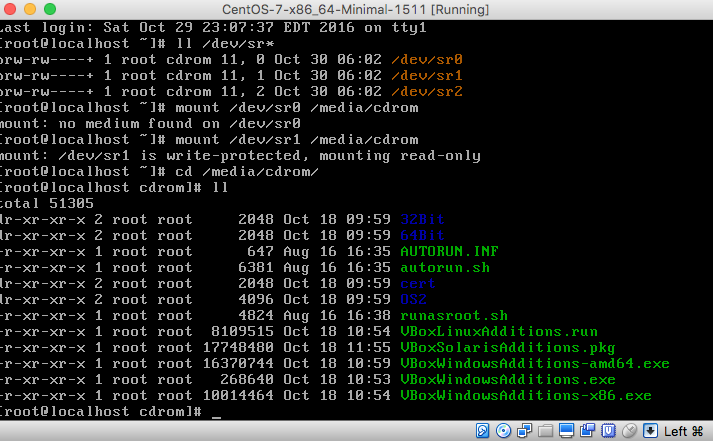 CentOS-7-x86_64-Minimal-1511 [Running]
Last login: Sat Oct 29 23:07:37 EDT 2016 on tty1
[root@localhost ~]# ll /dev/sr*
brw-rw----+ 1 root cdrom 11, 0 Oct 30 06:02 /dev/sr0
brw-rw----+ 1 root cdrom 11, 1 Oct 30 06:02 /dev/sr1
brw-rw----+ 1 root cdrom 11, 2 Oct 30 06:02 /dev/sr2
[root@localhost ~]# mount /dev/sr0 /media/cdrom
mount: no medium found on /dev/sr0
[root@localhost ~]# mount /dev/sr1 /media/cdrom
mount: /dev/sr1 is write-protected, mounting read-only
[root@localhost ~]# cd /media/cdrom/
[root@localhost cdrom]# ll
total 51305
dr-xr-xr-x 2 root root 2048 Oct 18 09:59 32Bit
dr-xr-xr-x 2 root root 2048 Oct 18 09:59 64Bit
-r-xr-xr-x 1 root root 647 Aug 16 16:35 AUTORUN.INF
-r-xr-xr-x 1 root root 6381 Aug 16 16:35 autorun.sh
dr-xr-xr-x 2 root root 2048 Oct 18 09:59 cert
dr-xr-xr-x 2 root root 4096 Oct 18 09:59 OS2
-r-xr-xr-x 1 root root 4824 Aug 16 16:38 runasroot.sh
-r-xr-xr-x 1 root root 8109515 Oct 18 10:54 VBoxLinuxAdditions.run
-r-xr-xr-x 1 root root 17748480 Oct 18 11:55 VBoxSolarisAdditions.pkg
-r-xr-xr-x 1 root root 16370744 Oct 18 10:59 VBoxWindowsAdditions-amd64.exe
-r-xr-xr-x 1 root root 268640 Oct 18 10:53 VBoxWindowsAdditions.exe
-r-xr-xr-x 1 root root 10014464 Oct 18 10:54 VBoxWindowsAdditions-x86.exe
[root@localhost cdrom]# _
Left ⌘